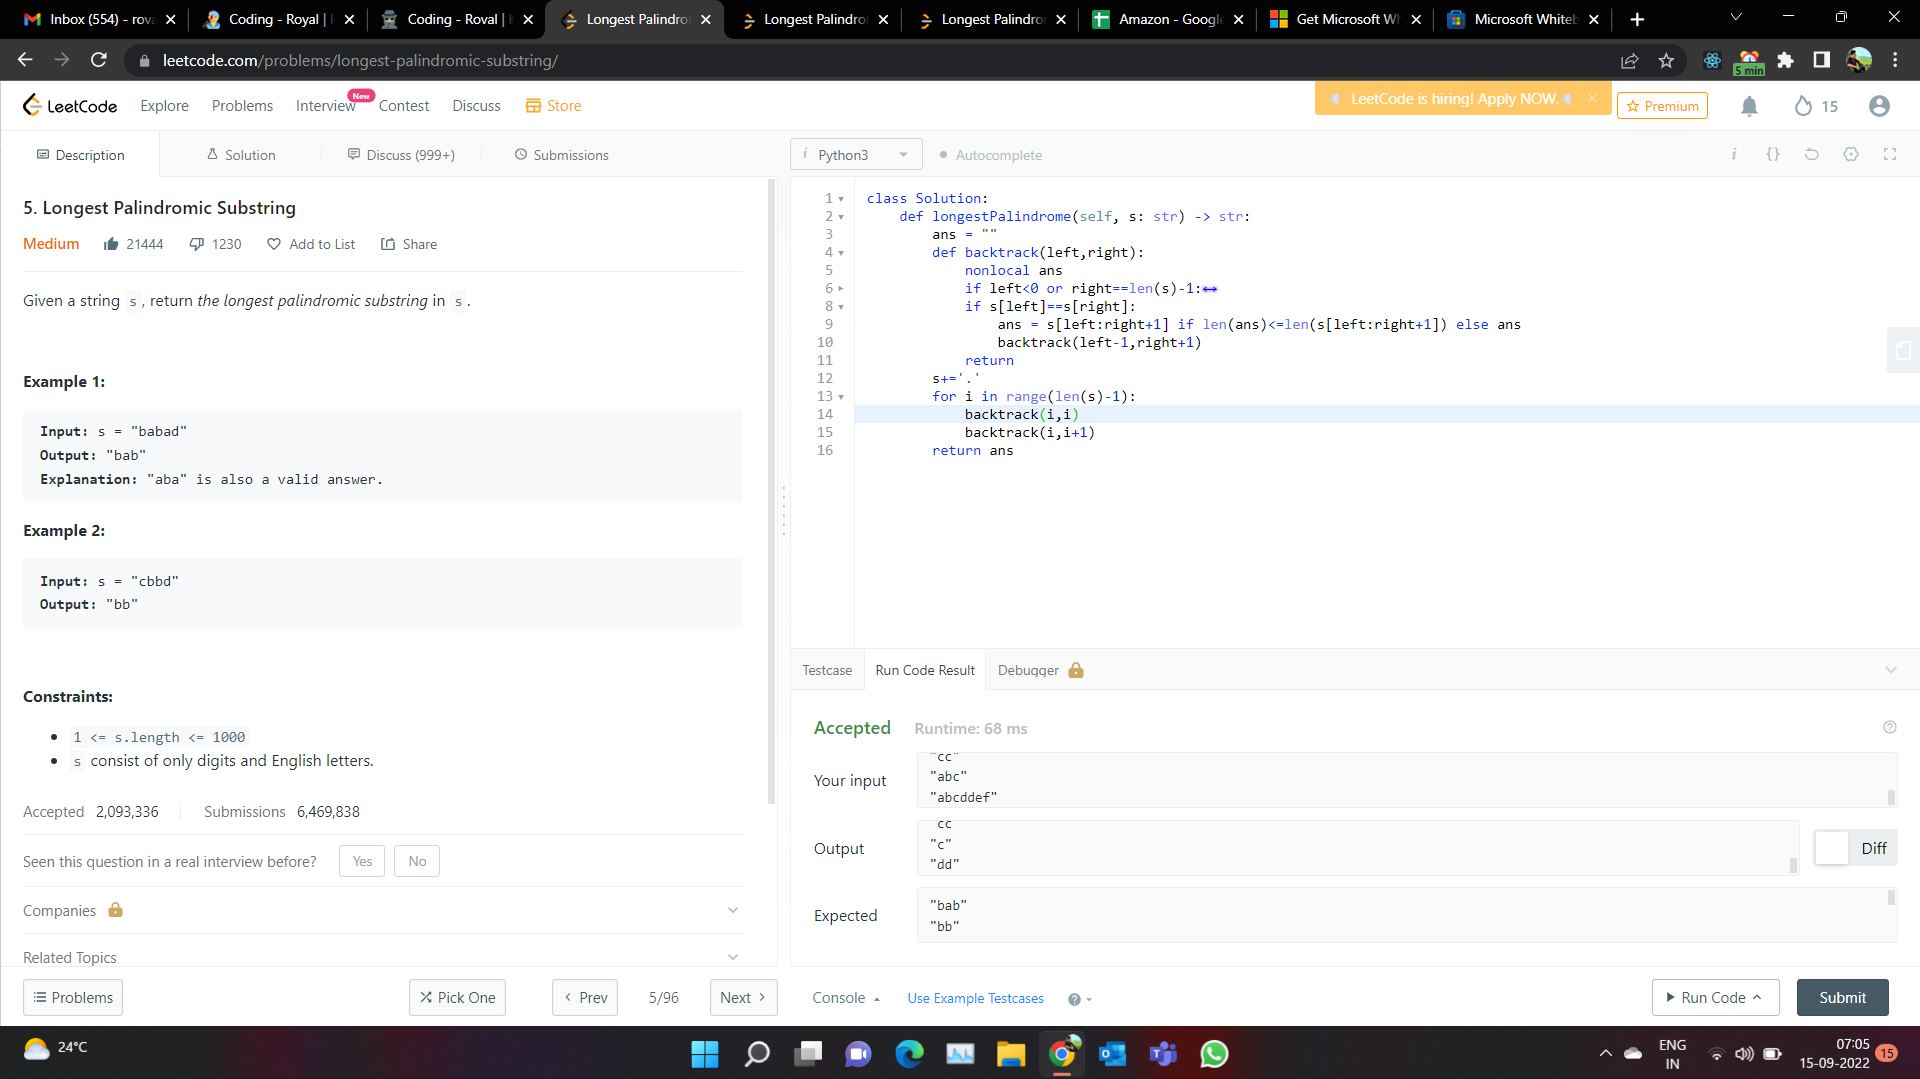 Inbox (554) - rova
Coding - Royal |
Coding - Royal |
Longest Palindro
Longest Palindro
Longest Palindro
Amazon - Google
Get Microsoft W
Microsoft Whiteb
leetcode.com/problems/longest-palindromic-substring/
5 min
LeetCode
Explore
Problems
Interview
New
Contest
Discuss
Store
LeetCode is hiring! Apply NOW.
Premium
15
Description
Solution
Discuss (999+)
Submissions
i Python3
Autocomplete
i
{}
5. Longest Palindromic Substring
Medium
21444
1230
Add to List
Share
Given a string s, return the longest palindromic substring in s.
Example 1:
Input: s = "babad"
Output: "bab"
Explanation: "aba" is also a valid answer.
Example 2:
Input: s = "cbbd"
Output: "bb"
Constraints:
1 <= s.length <= 1000
s consist of only digits and English letters.
Accepted 2,093,336
Submissions 6,469,838
Seen this question in a real interview before?
Yes
No
Companies
Related Topics
Problems
Pick One
Prev
5/96
Next
1 class Solution:
2 def longestPalindrome(self, s: str) -> str:
3 ans = ""
4 def backtrack(left,right):
5 nonlocal ans
6 if left<0 or right==len(s)-1:↔
8 if s[left]==s[right]:
9 ans = s[left:right+1] if len(ans)<=len(s[left:right+1]) else ans
10 backtrack(left-1,right+1)
11 return
12 s+='.'
13 for i in range(len(s)-1):
14 backtrack(i,i)
15 backtrack(i,i+1)
16 return ans
Testcase
Run Code Result
Debugger
Accepted
Runtime: 68 ms
Your input
"cc"
"abc"
"abcddef"
Output
cc
"c"
"dd"
Diff
Expected
"bab"
"bb"
Console
Use Example Testcases
Run Code
Submit
24°C
ENG
IN
07:05
15-09-2022
15